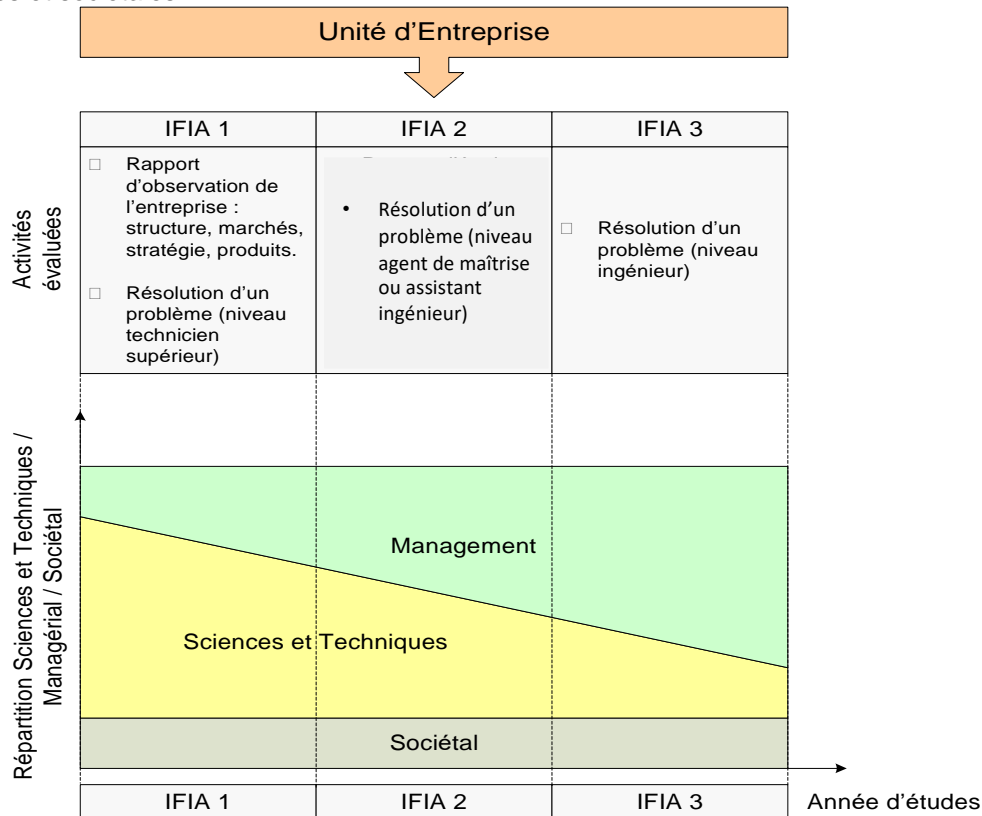 Unité d'Entreprise
IFIA 1
IFIA 2
IFIA 3
Activités
évaluées
Rapport
d'observation de
l'entreprise :
structure, marchés,
stratégie, produits.
Résolution d'un
problème (niveau
technicien
supérieur)
• Résolution d'un
problème (niveau
agent de maîtrise
ou assistant
ingénieur)
Résolution d'un
problème (niveau
ingénieur)
Répartition Sciences et Techniques /
Managérial / Sociétal
Management
Sciences et Techniques
Sociétal
IFIA 1
IFIA 2
IFIA 3
Année d'études